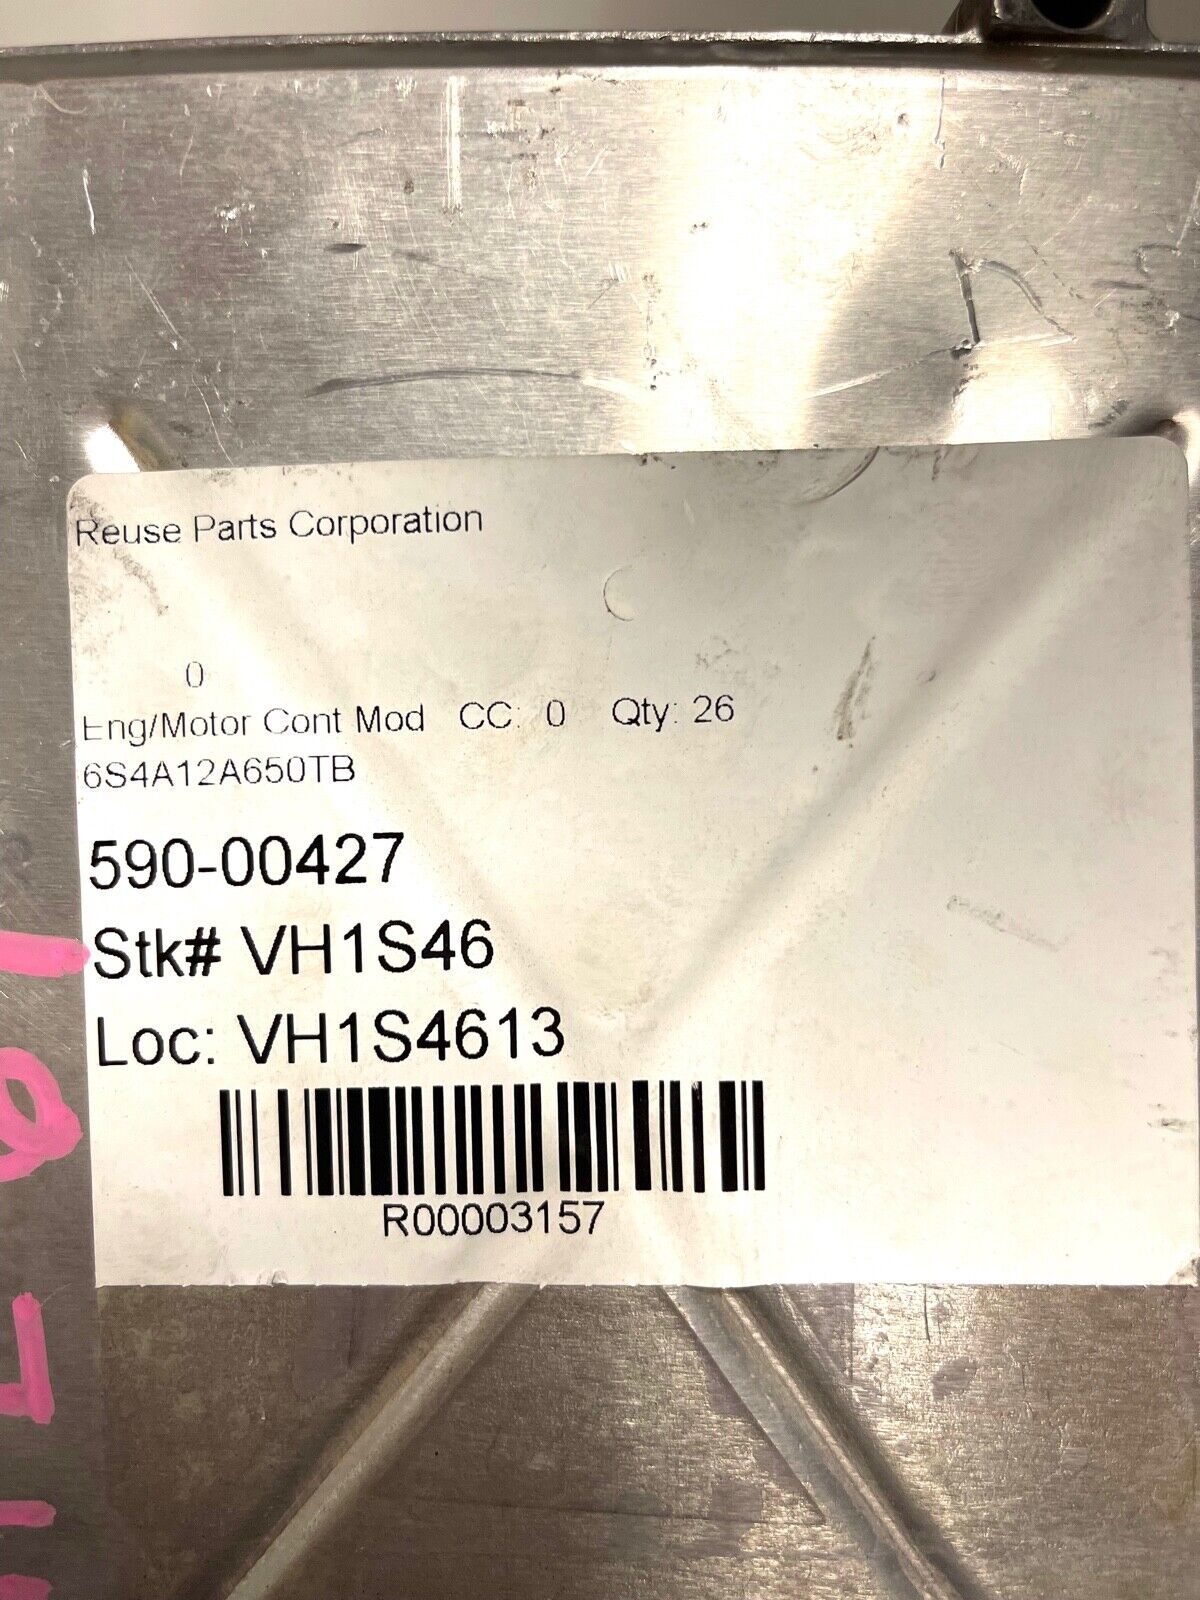 Reuse Parts Corporation
0
Eng/Motor Cont Mod CC: 0 Qty: 26
6S4A12A650TB
590-00427
Stk# VH1S46
Loc: VH1S4613
R00003157